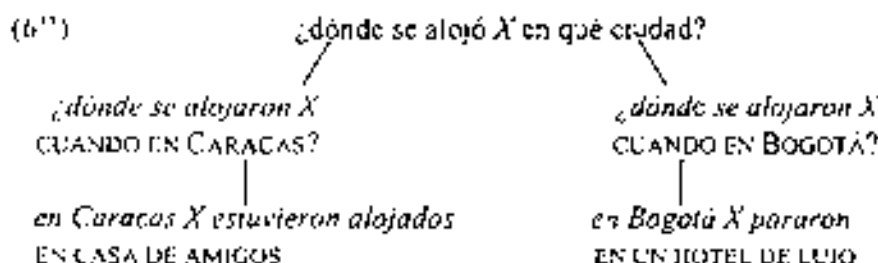 (6'') ¿dónde se alojó X en qué ciudad?
¿dónde se alojaron X ¿dónde se alojaron X
CUANDO EN CARACAS? CUANDO EN BOGOTÁ?
en Caracas X estuvieron alojados en Bogotá X pararon
EN CASA DE AMIGOS EN UN HOTEL DE LUJO